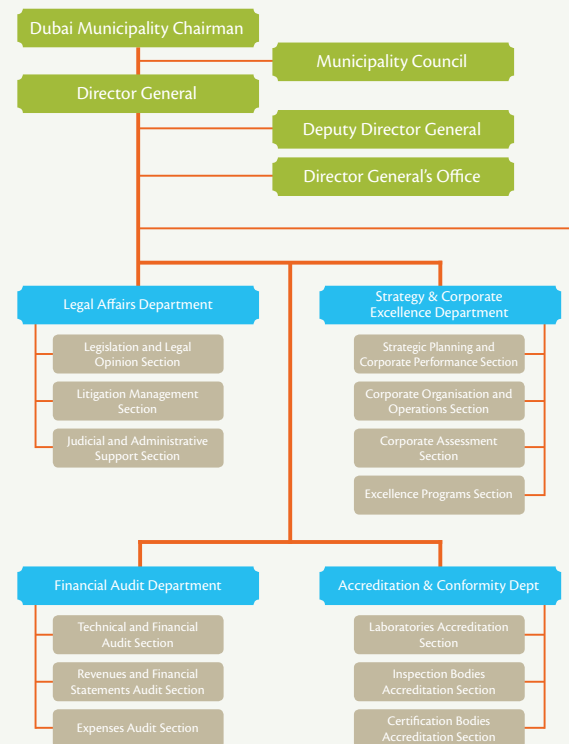 Dubai Municipality Chairman
Municipality Council
Director General
Deputy Director General
Director General's Office
Legal Affairs Department
Legislation and Legal
Opinion Section
Litigation Management
Section
Judicial and Administrative
Support Section
Strategy & Corporate
Excellence Department
Strategic Planning and
Corporate Performance Section
Corporate Organisation and
Operations Section
Corporate Assessment
Section
Excellence Programs Section
Financial Audit Department
Technical and Financial
Audit Section
Revenues and Financial
Statements Audit Section
Expenses Audit Section
Accreditation & Conformity Dept
Laboratories Accreditation
Section
Inspection Bodies
Accreditation Section
Certification Bodies
Accreditation Section